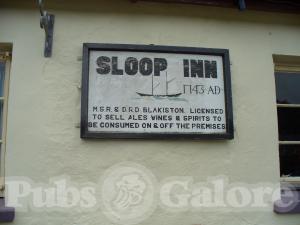 SLOOP INN
1743·AD
M.S.R. & D.R.D. BLAKISTON. LICENSED
TO SELL ALES WINES & SPIRITS TO
BE CONSUMED ON & OFF THE PREMISES
Pubs Galore